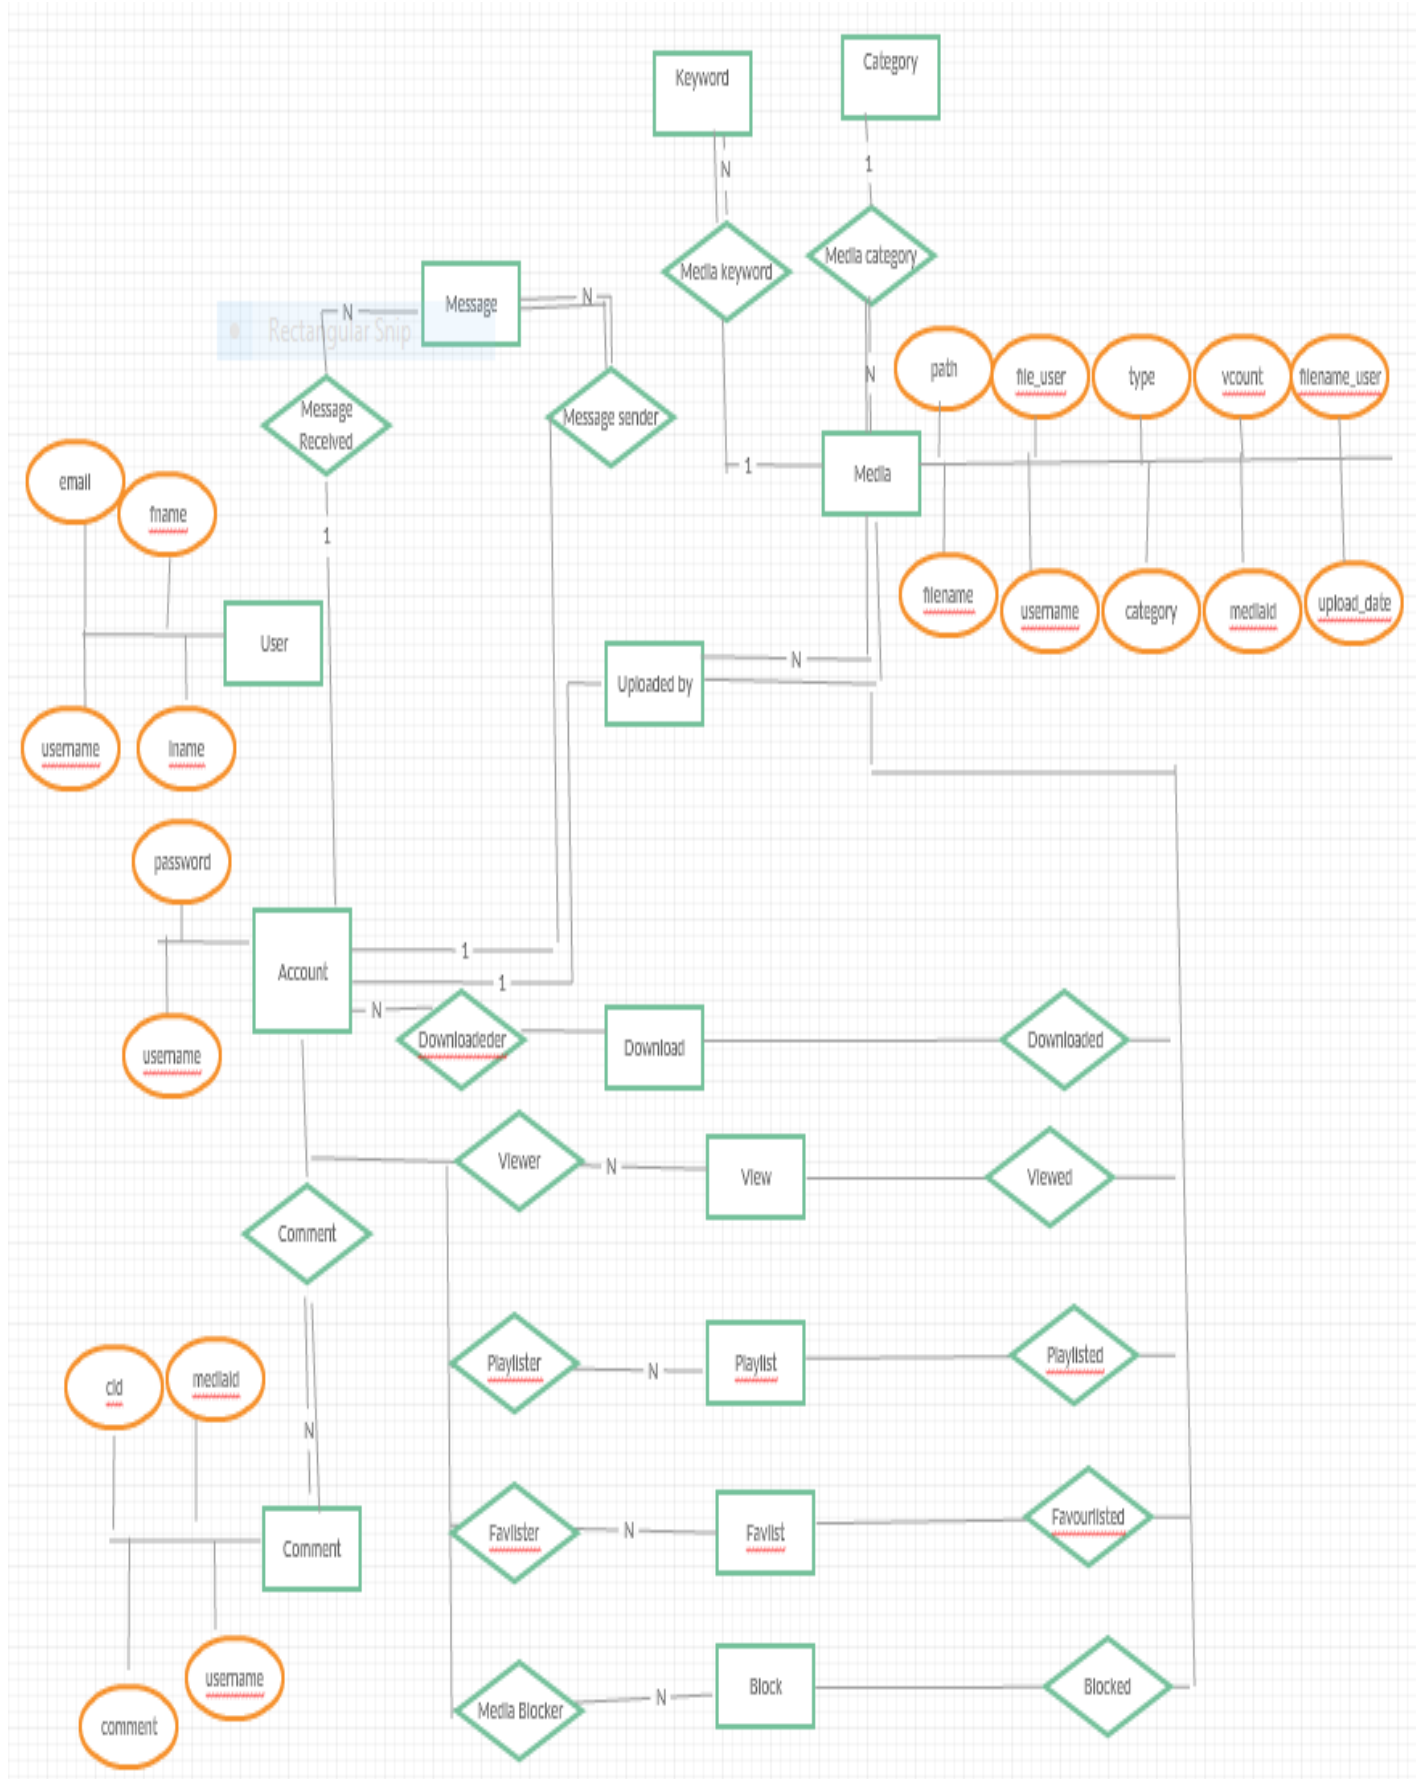 Keyword
Category
N
1
Media keyword
Media category
Message
N
N
Rectangular Snip
Message
Received
Message sender
N
path
file_user
type
vcount
filename_user
1
Media
email
fname
1
filename
username
category
mediaid
upload_date
User
N
Uploaded by
username
lname
password
Account
1
1
N
Downloadeder
Download
Downloaded
username
Viewer
N
View
Viewed
Comment
Playlister
N
Playlist
Playlisted
cid
mediaid
N
Favlister
N
Favlist
Favourlisted
Comment
username
Media Blocker
N
Block
Blocked
comment